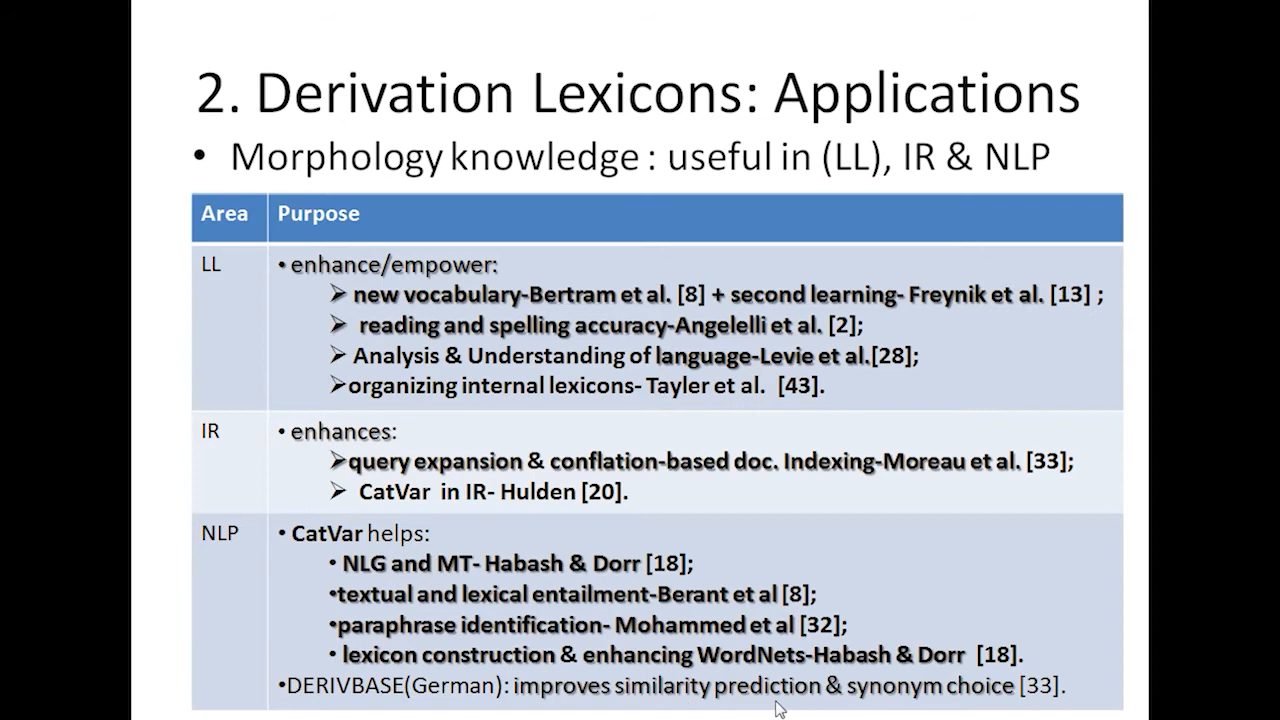 2. Derivation Lexicons: Applications
• Morphology knowledge : useful in (LL), IR & NLP
Area Purpose
LL • enhance/empower:
➢ new vocabulary-Bertram et al. [8] + second learning- Freynik et al. [13] ;
➢ reading and spelling accuracy-Angelelli et al. [2];
➢ Analysis & Understanding of language-Levie et al.[28];
➢organizing internal lexicons- Tayler et al. [43].
IR • enhances:
➢query expansion & conflation-based doc. Indexing-Moreau et al. [33];
➢ CatVar in IR- Hulden [20].
NLP • CatVar helps:
• NLG and MT- Habash & Dorr [18];
•textual and lexical entailment-Berant et al [8];
•paraphrase identification- Mohammed et al [32];
• lexicon construction & enhancing WordNets-Habash & Dorr [18].
•DERIVBASE(German): improves similarity prediction & synonym choice [33].